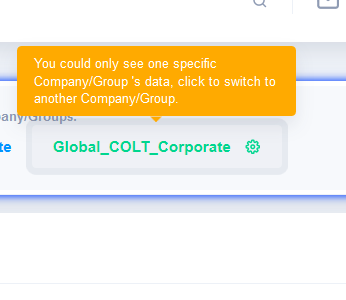 You could only see one specific
Company/Group 's data, click to switch to
another Company/Group.
pany/Groups.
te
Global_COLT_Corporate